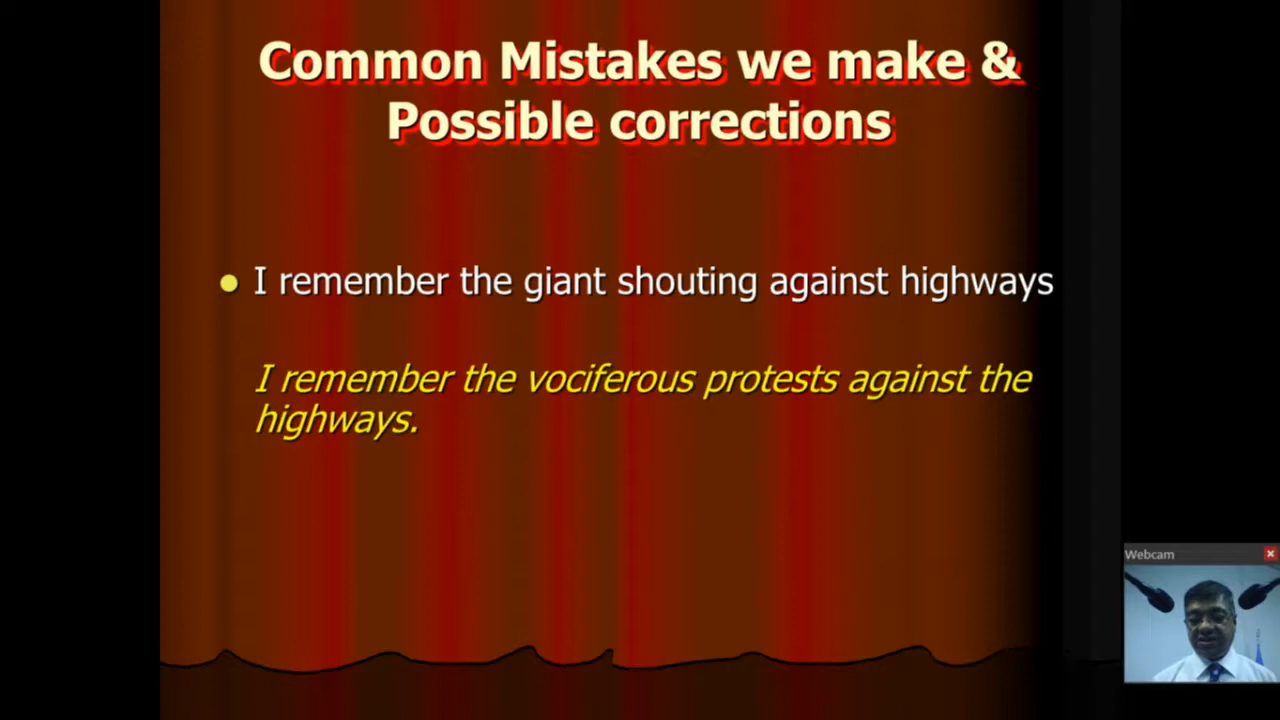 Common Mistakes we make &
Possible corrections
I remember the giant shouting against highways
I remember the vociferous protests against the
highways.
Webcam